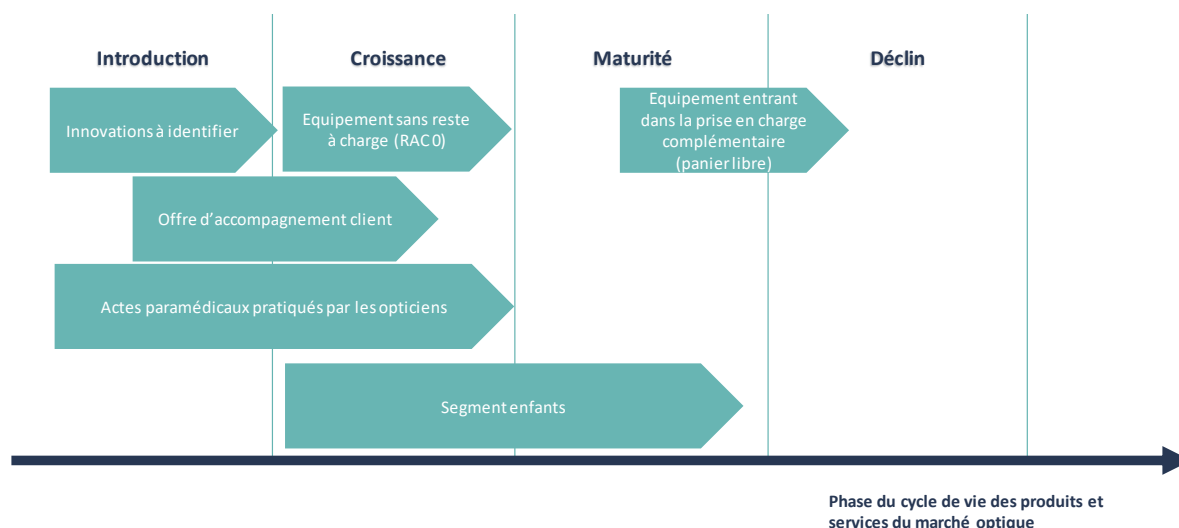 Introduction
Croissance
Maturité
Déclin
Innovations à identifier
Equipement sans reste
à charge (RAC 0)
Equipement entrant
dans la prise en charge
complémentaire
(panier libre)
Offre d'accompagnement client
Actes paramédicaux pratiqués par les opticiens
Segment enfants
Phase du cycle de vie des produits et
services du marché optique